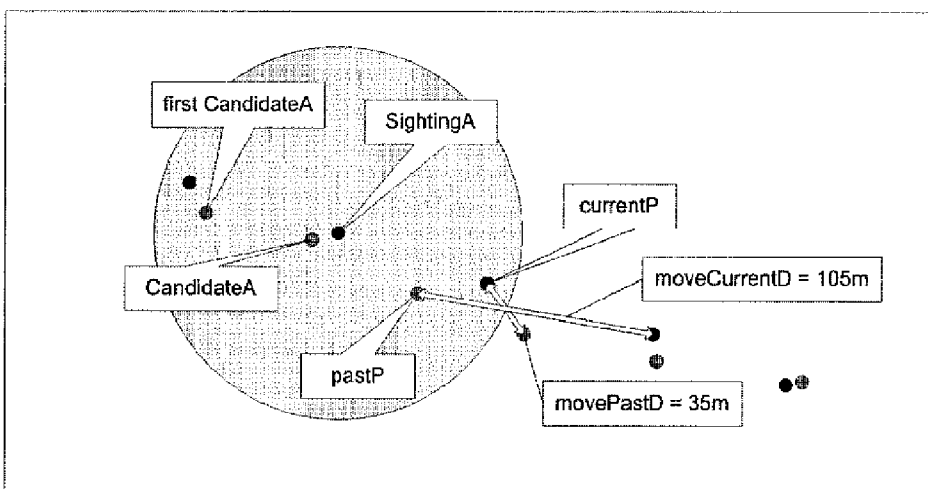 first CandidateA
SightingA
currentP
CandidateA
moveCurrentD = 105m
pastP
movePastD = 35m